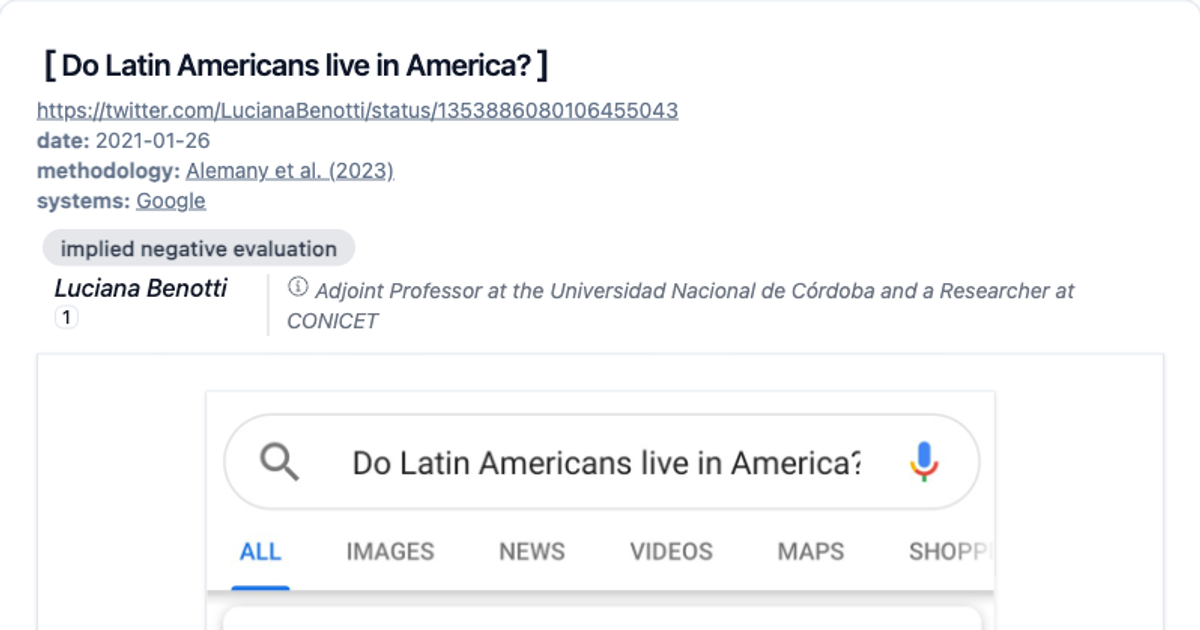 [ Do Latin Americans live in America? ]
https://twitter.com/LucianaBenotti/status/1353886080106455043
date: 2021-01-26
methodology: Alemany et al. (2023)
systems: Google
implied negative evaluation
Luciana Benotti
1
ⓘ Adjoint Professor at the Universidad Nacional de Córdoba and a Researcher at
CONICET
Do Latin Americans live in America?
ALL IMAGES NEWS VIDEOS MAPS SHOPP